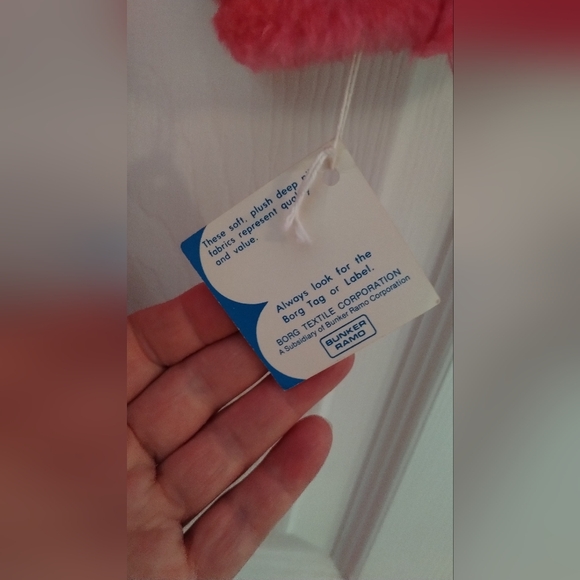 These soft, plush deep
fabrics represent quality
and value.
Always look for the
Borg Tag or Label.
BORG TEXTILE CORPORATION
A Subsidiary of Bunker Ramo Corporation
BUNKER
RAMO